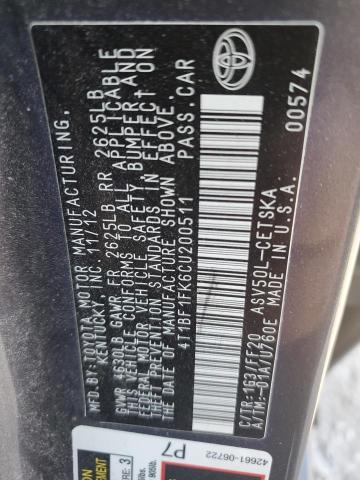 MFD.BY:TOYOTA MOTOR MANUFACTURING,
KENTUCKY, INC. 11/12
GVWR 4630LB GAWR FR 2625LB RR 2625LB
THIS VEHICLE CONFORMS TO ALL APPLICABLE
FEDERAL MOTOR VEHICLE SAFETY, BUMPER, AND
THEFT PREVENTION STANDARDS IN EFFECT ON
THE DATE OF MANUFACTURE SHOWN ABOVE.
4T1BF1FK6CU200511 PASS.CAR
C/TR:1G3/FF20 ASV50L-CETSKA
A/TM:-01A/U760E U.S.A.
00574
TOYOTA
42661-06722
P7